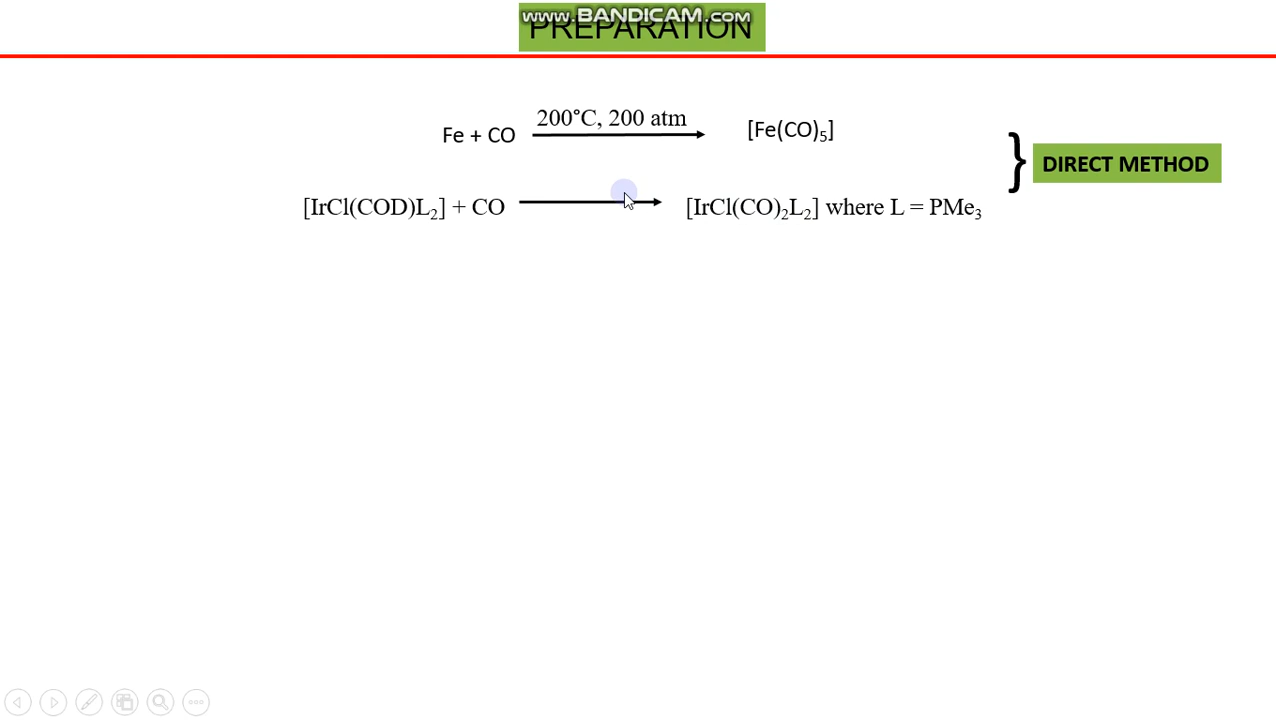 www.BANDICAM.com
PREPARATION
200°C, 200 atm
Fe + CO [Fe(CO)₅]
} DIRECT METHOD
[IrCl(COD)L₂] + CO [IrCl(CO)₂L₂] where L = PMe₃